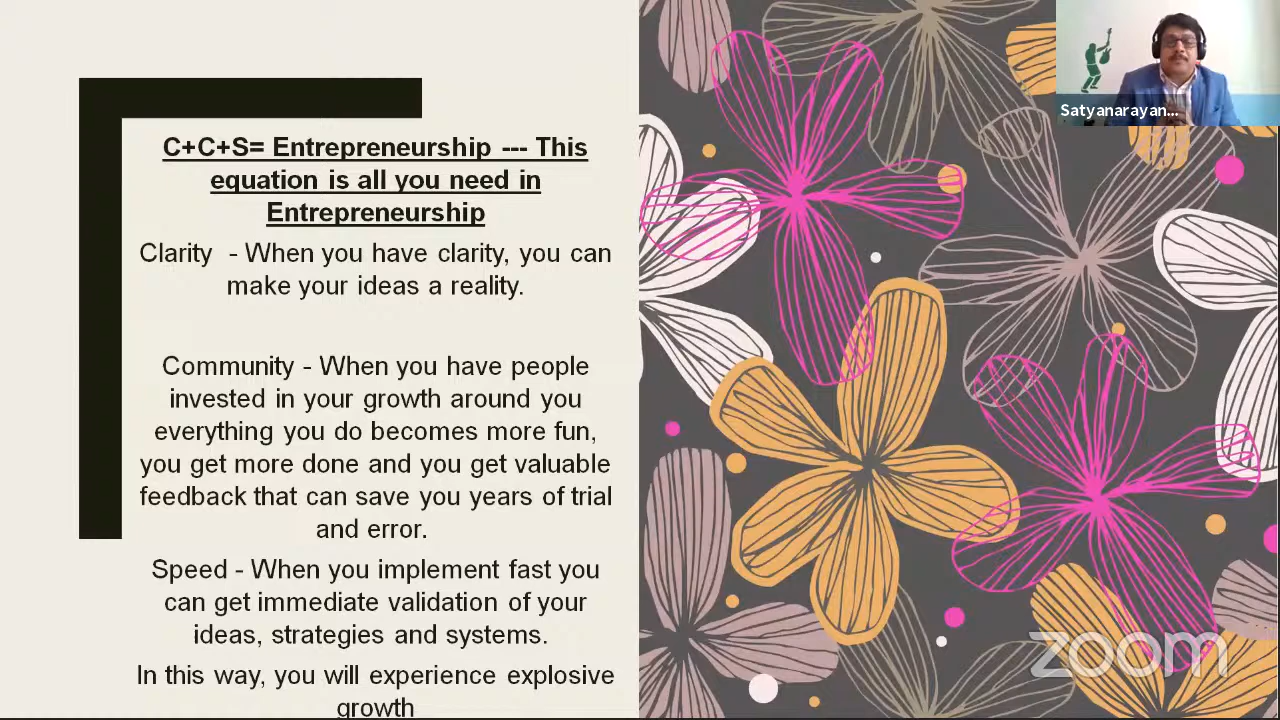 C+C+S= Entrepreneurship --- This
equation is all you need in
Entrepreneurship
Clarity  - When you have clarity, you can
make your ideas a reality.
Community - When you have people
invested in your growth around you
everything you do becomes more fun,
you get more done and you get valuable
feedback that can save you years of trial
and error.
Speed - When you implement fast you
can get immediate validation of your
ideas, strategies and systems.
In this way, you will experience explosive
growth
Satyanarayan...
zoom